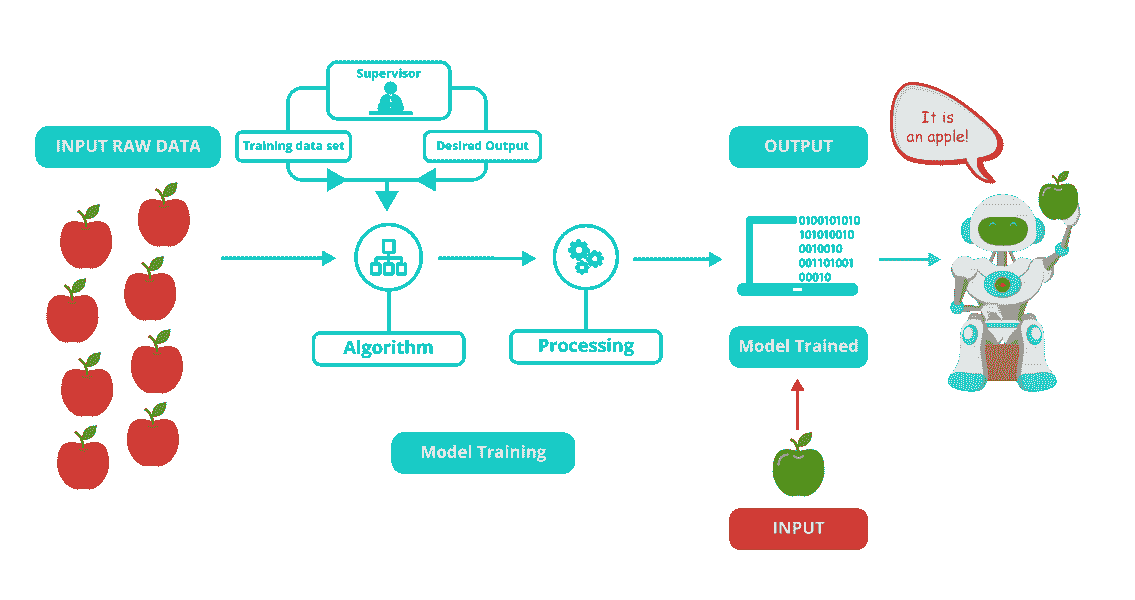 Supervisor
Training data set
Desired Output
INPUT RAW DATA
OUTPUT
It is
an apple!
0100101010
101010010
0010010
001101001
00010
Algorithm
Processing
Model Trained
Model Training
INPUT